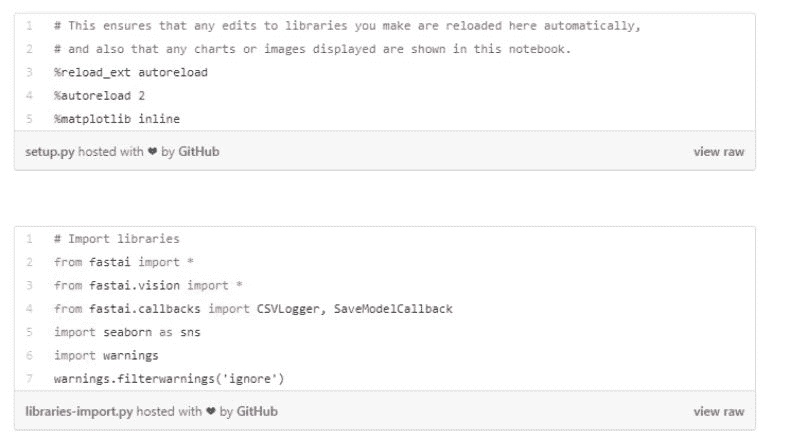 1 # This ensures that any edits to libraries you make are reloaded here automatically,
2 # and also that any charts or images displayed are shown in this notebook.
3 %reload_ext autoreload
4 %autoreload 2
5 %matplotlib inline
setup.py hosted with ❤ by GitHub view raw
1 # Import libraries
2 from fastai import *
3 from fastai.vision import *
4 from fastai.callbacks import CSVLogger, SaveModelCallback
5 import seaborn as sns
6 import warnings
7 warnings.filterwarnings('ignore')
libraries-import.py hosted with ❤ by GitHub view raw